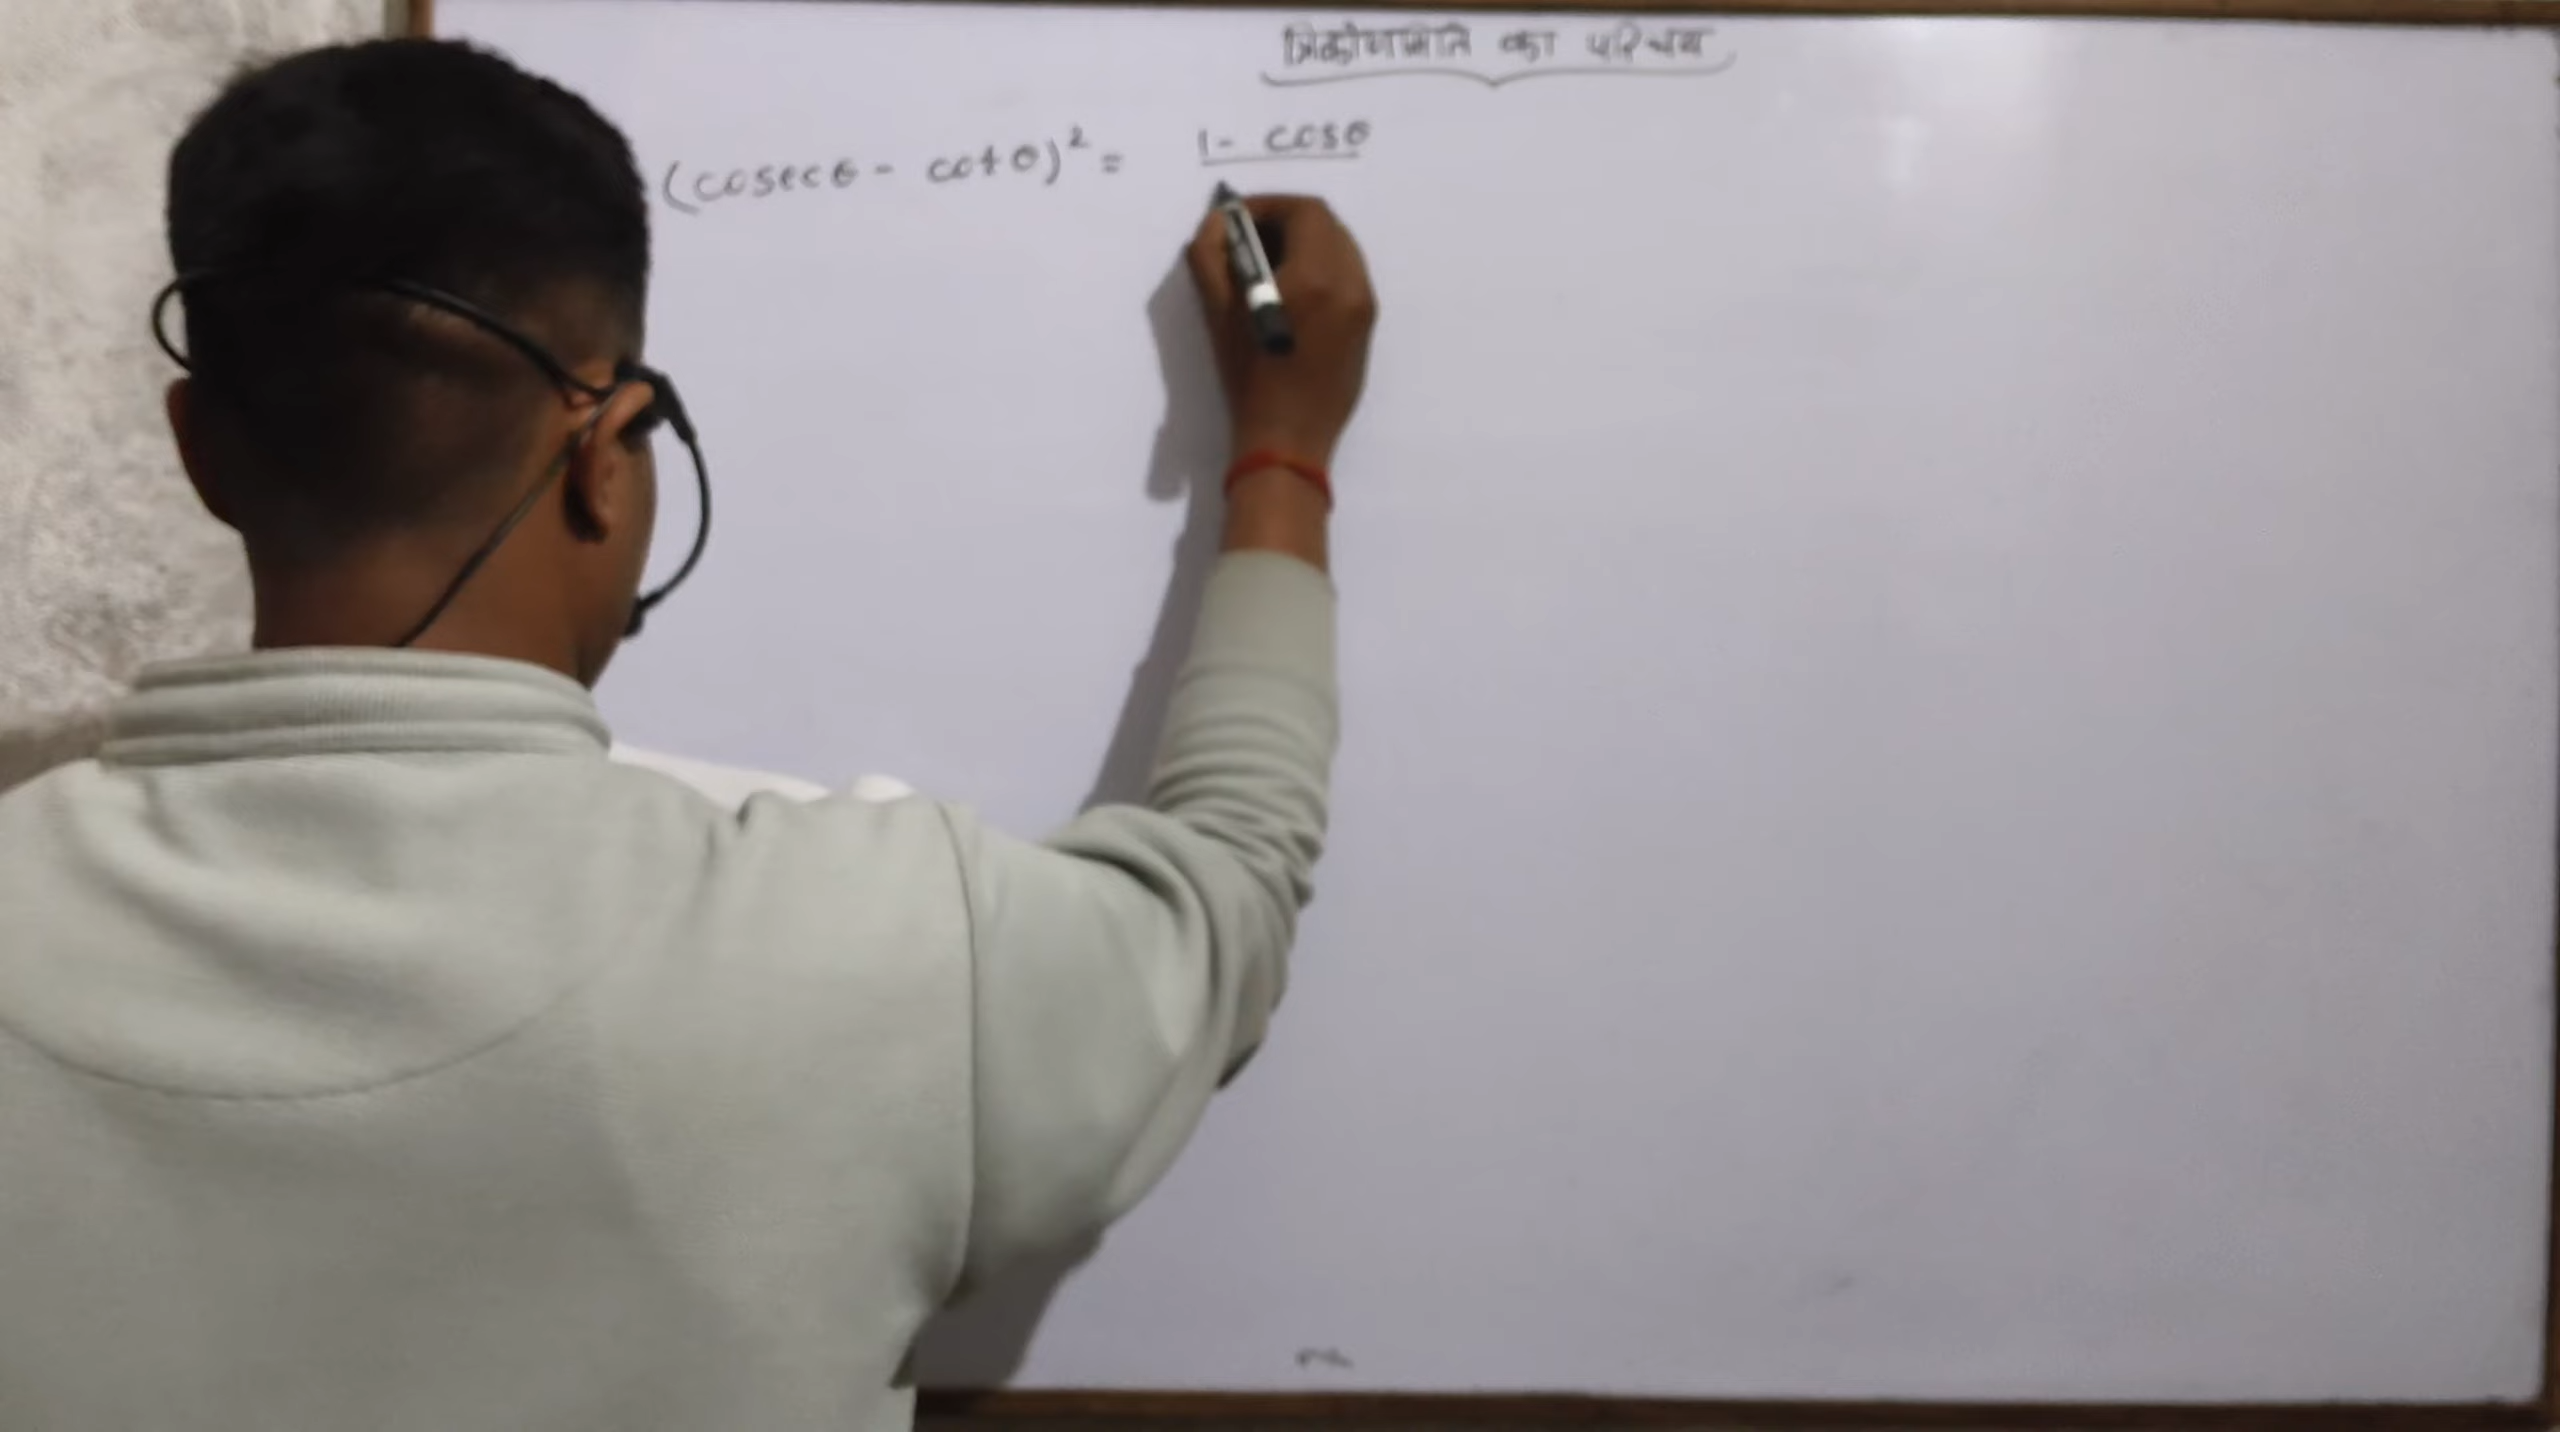 त्रिकोणमिति का परिचय
(cosecθ - cotθ)² = 1- cosθ